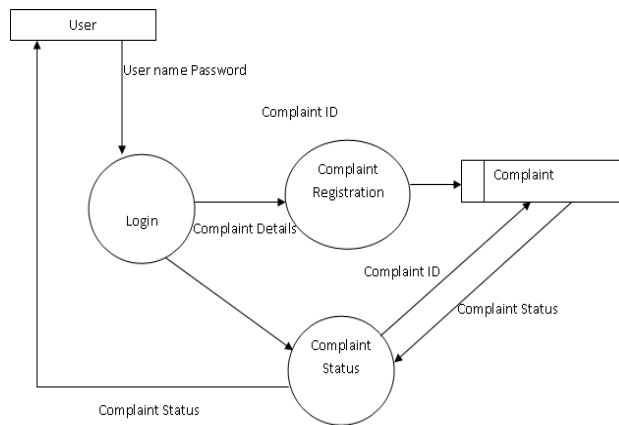 User
User name Password
Complaint ID
Complaint
Registration
Complaint
Login
Complaint Details
Complaint ID
Complaint Status
Complaint
Status
Complaint Status